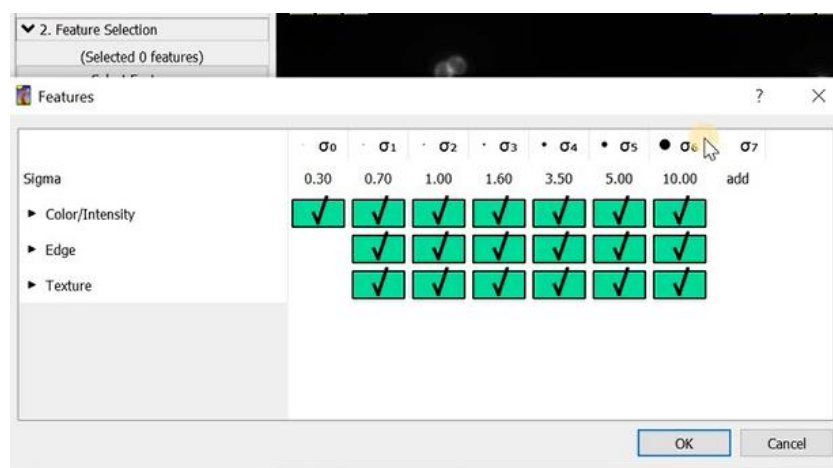 2. Feature Selection
(Selected 0 features)
Features
? ×
σ0 σ1 σ2 σ3 σ4 σ5 σ6 σ7
Sigma 0.30 0.70 1.00 1.60 3.50 5.00 10.00 add
Color/Intensity
Edge
Texture
OK Cancel